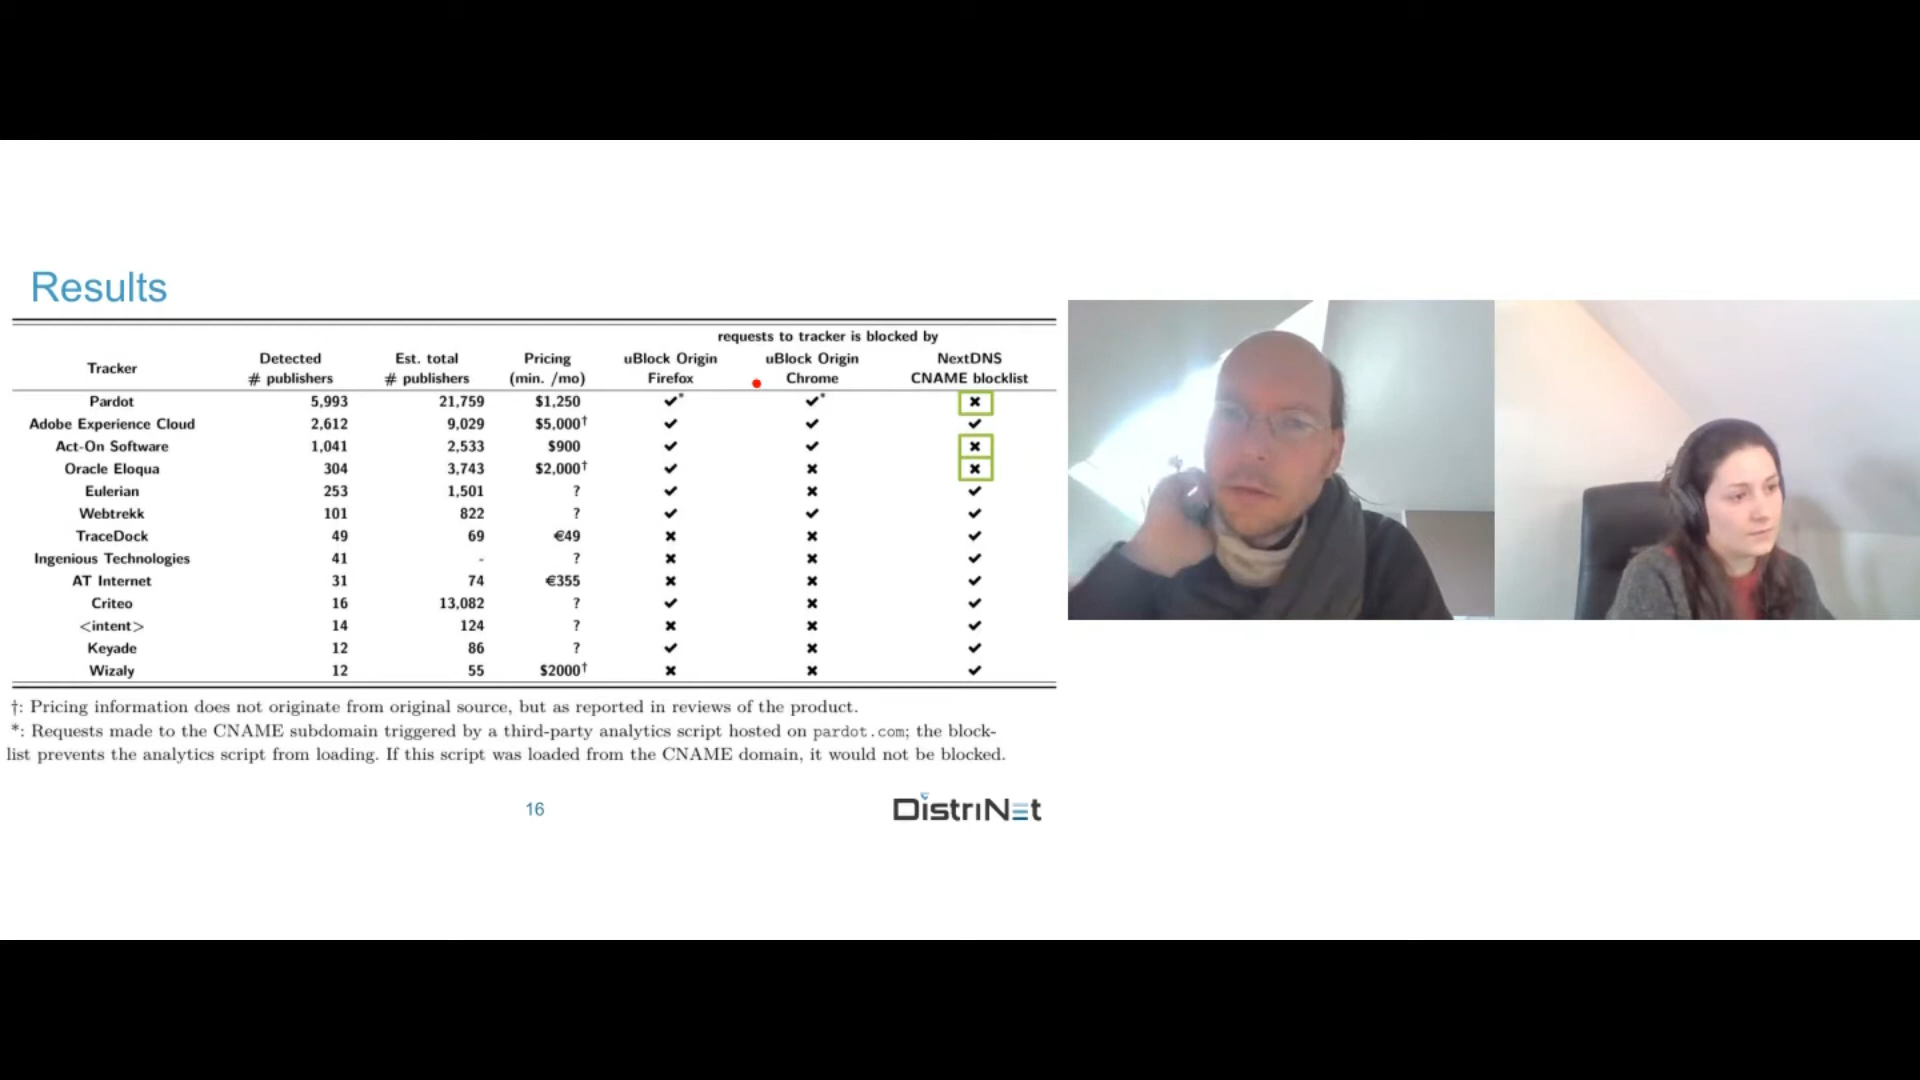 Results
requests to tracker is blocked by
Tracker Detected # publishers Est. total # publishers Pricing (min. /mo) uBlock Origin Firefox uBlock Origin Chrome NextDNS CNAME blocklist
Pardot 5,993 21,759 $1,250 ✔* ✔* ✖
Adobe Experience Cloud 2,612 9,029 $5,000† ✔ ✔ ✔
Act-On Software 1,041 2,533 $900 ✔ ✔ ✖
Oracle Eloqua 304 3,743 $2,000† ✔ ✖ ✖
Eulerian 253 1,501 ? ✔ ✖ ✔
Webtrekk 101 822 ? ✔ ✔ ✔
TraceDock 49 69 €49 ✖ ✖ ✔
Ingenious Technologies 41 - ? ✖ ✖ ✔
AT Internet 31 74 €355 ✖ ✖ ✔
Criteo 16 13,082 ? ✔ ✖ ✔
<intent> 14 124 ? ✖ ✖ ✔
Keyade 12 86 ? ✔ ✖ ✔
Wizaly 12 55 $2000† ✖ ✖ ✔
†: Pricing information does not originate from original source, but as reported in reviews of the product.
*: Requests made to the CNAME subdomain triggered by a third-party analytics script hosted on pardot.com; the block-
list prevents the analytics script from loading. If this script was loaded from the CNAME domain, it would not be blocked.
16
DistriNet